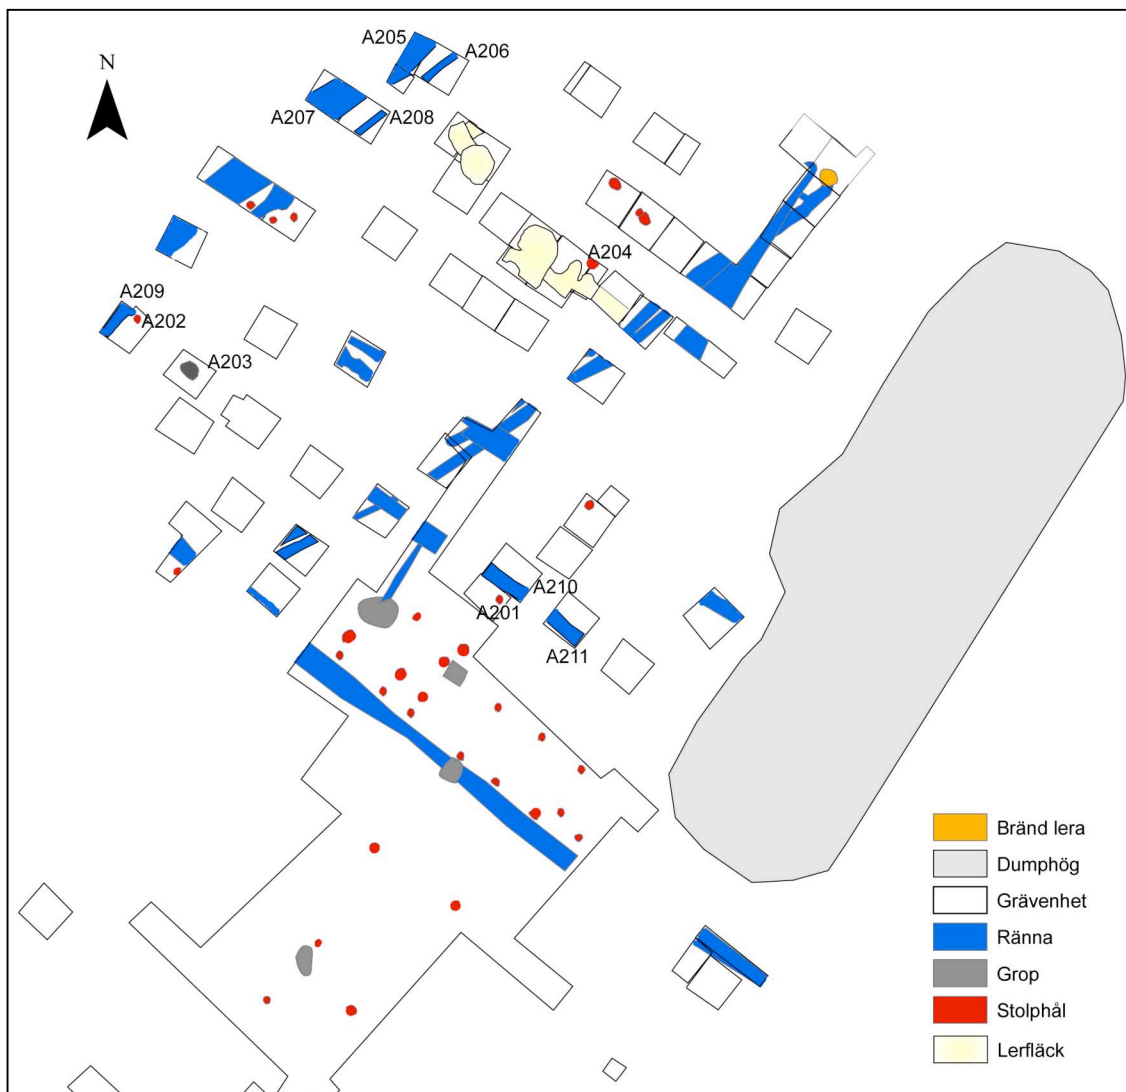 A205
A206
N
A207
A208
A204
A209
A202
A203
A210
A201
A211
Bränd lera
Dumphög
Grävenhet
Ränna
Grop
Stolphål
Lerfläck